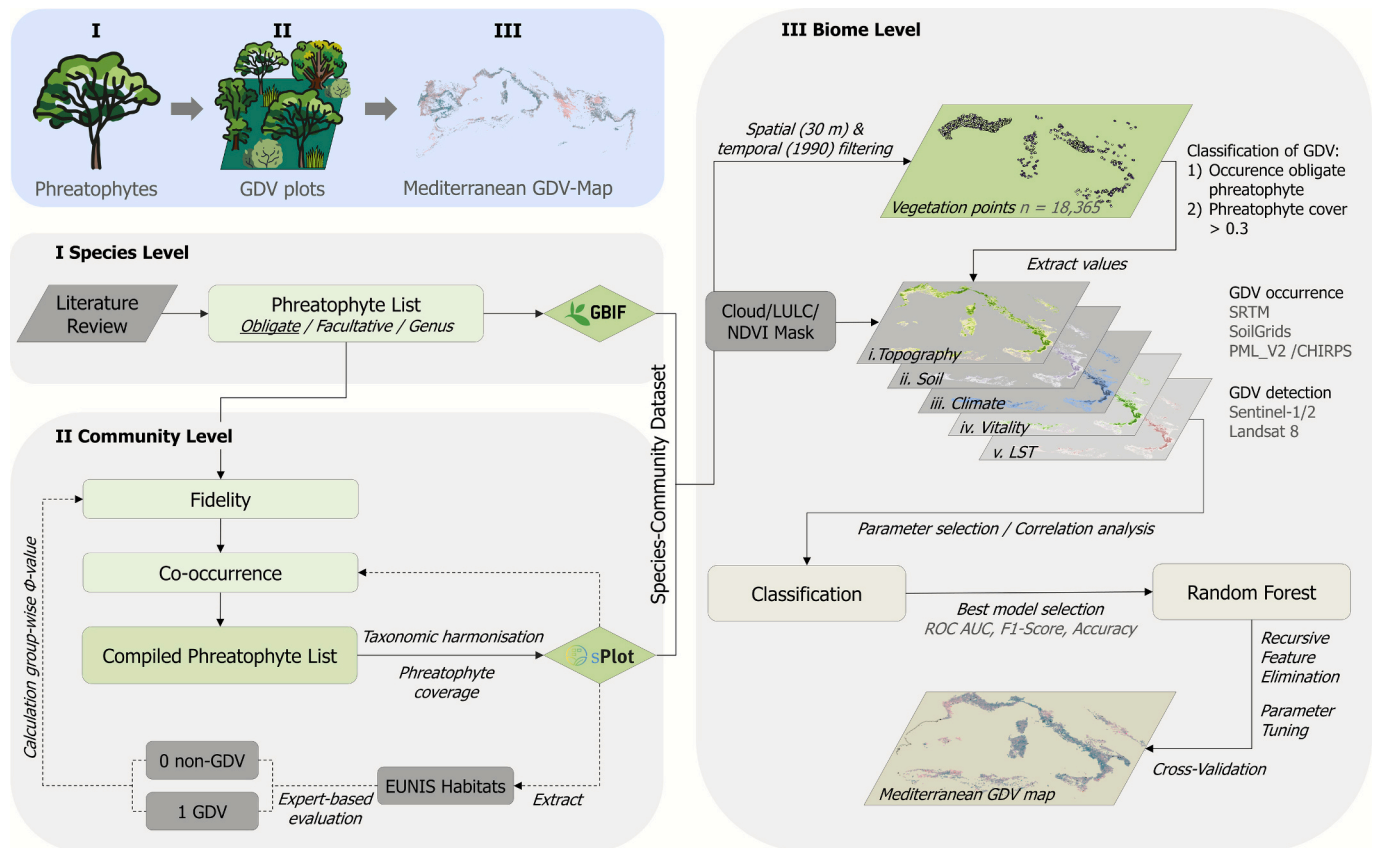 I
II
III
Phreatophytes
GDV plots
Mediterranean GDV-Map
I Species Level
Literature
Review
Phreatophyte List
Obligate / Facultative / Genus
GBIF
II Community Level
Fidelity
Co-occurrence
Compiled Phreatophyte List
Taxonomic harmonisation
Phreatophyte
coverage
sPlot
Calculation group-wise Φ-value
0 non-GDV
1 GDV
Expert-based
evaluation
EUNIS Habitats
Extract
Species-Community Dataset
III Biome Level
Spatial (30 m) &
temporal (1990) filtering
Vegetation points n = 18,365
Classification of GDV:
1) Occurence obligate
phreatophyte
2) Phreatophyte cover
> 0.3
Extract values
Cloud/LULC/
NDVI Mask
i.Topography
ii. Soil
iii. Climate
iv. Vitality
v. LST
GDV occurrence
SRTM
SoilGrids
PML_V2 /CHIRPS
GDV detection
Sentinel-1/2
Landsat 8
Parameter selection / Correlation analysis
Classification
Best model selection
ROC AUC, F1-Score, Accuracy
Random Forest
Recursive
Feature
Elimination
Parameter
Tuning
Cross-Validation
Mediterranean GDV map